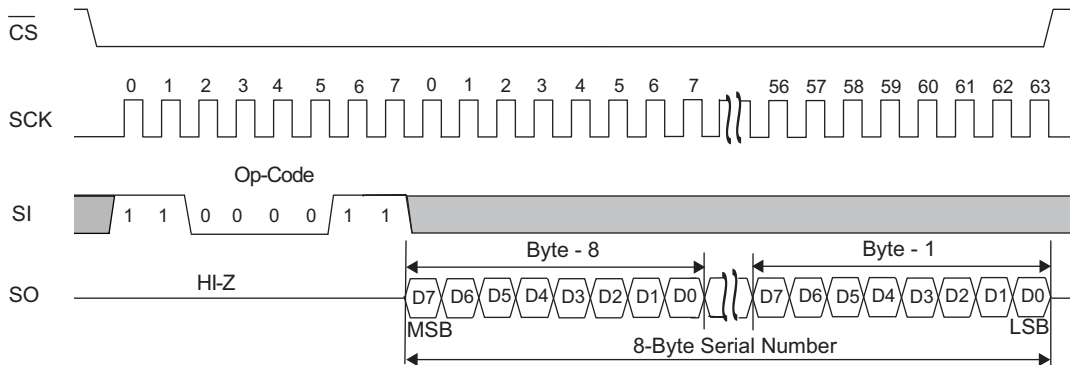 CS
0 1 2 3 4 5 6 7 0 1 2 3 4 5 6 7 56 57 58 59 60 61 62 63
SCK
Op-Code
SI 1 1 0 0 0 0 1 1
Byte - 8 Byte - 1
HI-Z
SO D7 D6 D5 D4 D3 D2 D1 D0 D7 D6 D5 D4 D3 D2 D1 D0
MSB LSB
8-Byte Serial Number